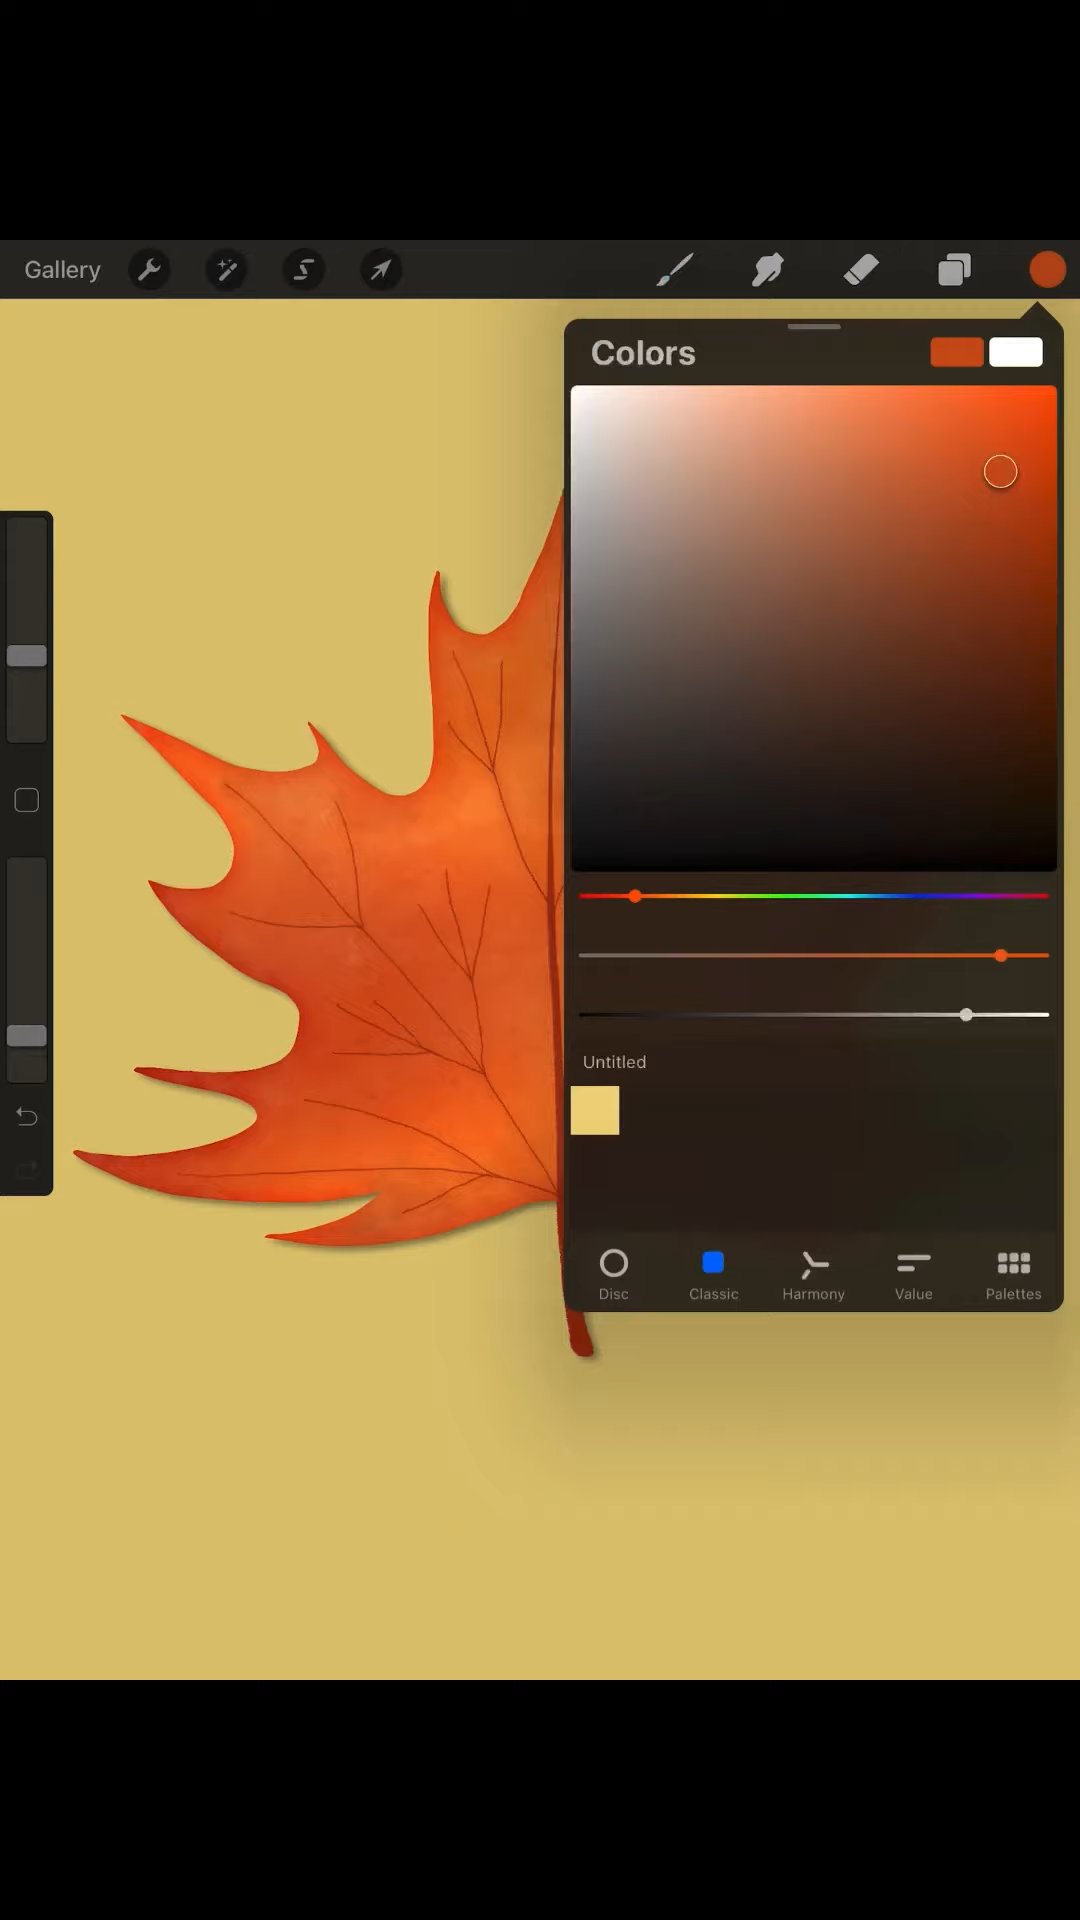 Gallery
Colors
Untitled
Disc
Classic
Harmony
Value
Palettes